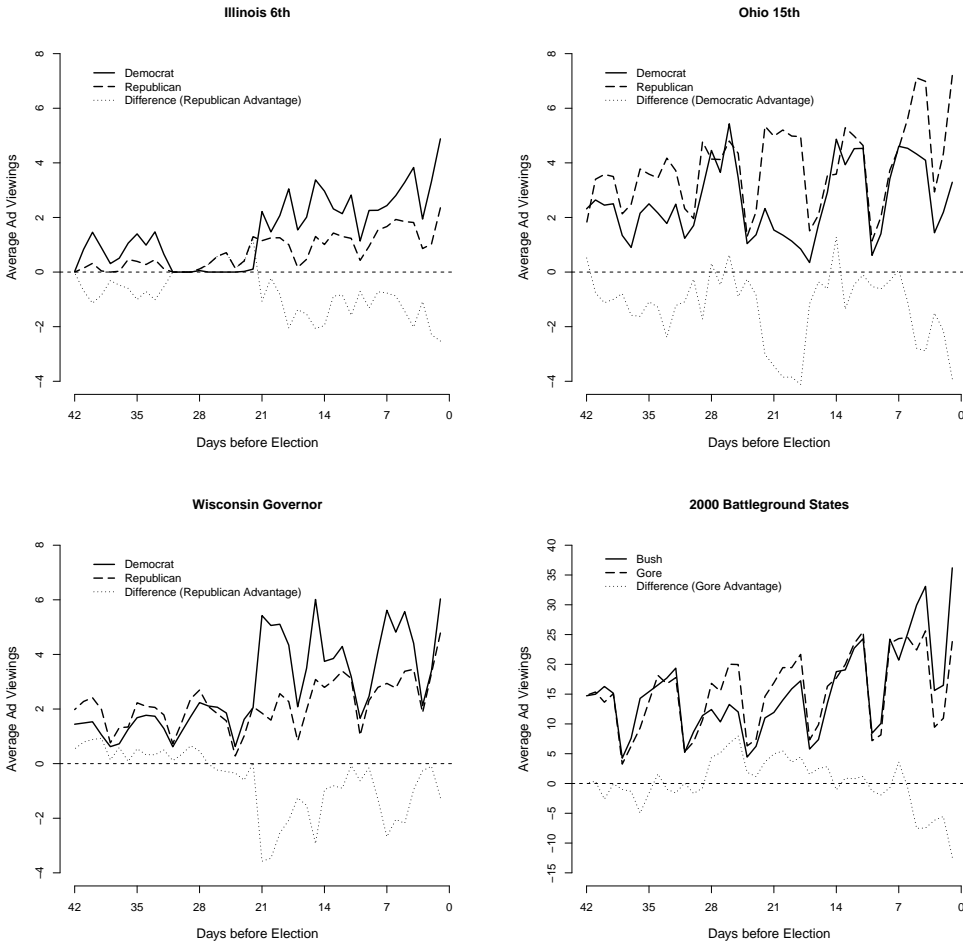 Illinois 6th
Average Ad Viewings
8
6
4
2
0
−2
−4
Democrat
Republican
Difference (Republican Advantage)
42
35
28
21
14
7
0
Days before Election
Ohio 15th
Average Ad Viewings
8
6
4
2
0
−2
−4
Democrat
Republican
Difference (Democratic Advantage)
42
35
28
21
14
7
0
Days before Election
Wisconsin Governor
Average Ad Viewings
8
6
4
2
0
−2
−4
Democrat
Republican
Difference (Republican Advantage)
42
35
28
21
14
7
0
Days before Election
2000 Battleground States
Average Ad Viewings
40
35
30
25
20
15
10
5
0
−5
−10
−15
Bush
Gore
Difference (Gore Advantage)
42
35
28
21
14
7
0
Days before Election